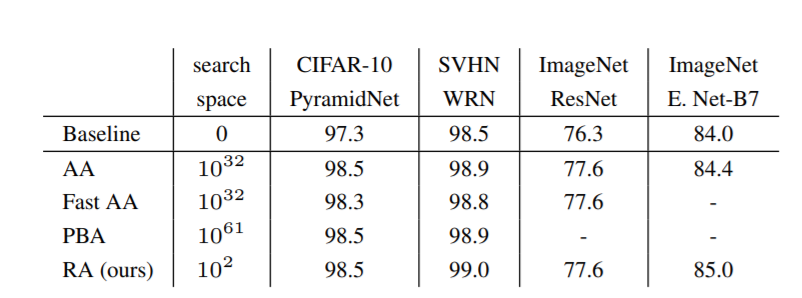 search CIFAR-10 SVHN ImageNet ImageNet
space PyramidNet WRN ResNet E. Net-B7
Baseline 0 97.3 98.5 76.3 84.0
AA 10^32 98.5 98.9 77.6 84.4
Fast AA 10^32 98.3 98.8 77.6 -
PBA 10^61 98.5 98.9 - -
RA (ours) 10^2 98.5 99.0 77.6 85.0